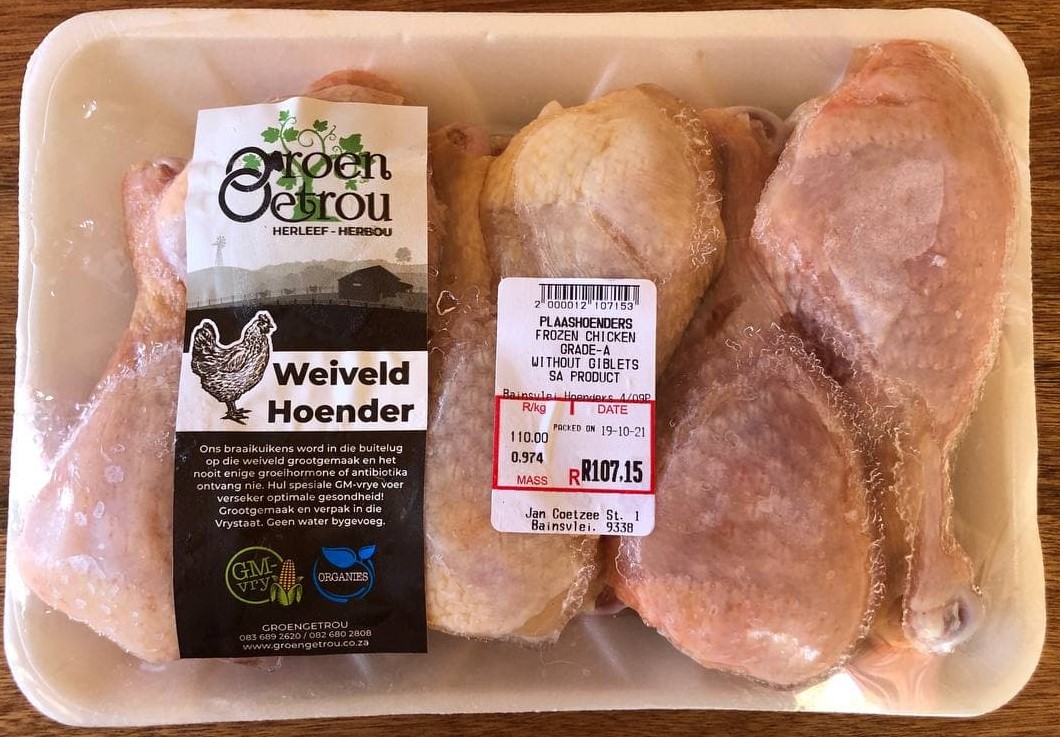 Groen
Getrou
HERLEEF - HERBOU
Weiveld
Hoender
Ons braaikuikens word in die buitelug
op die weiveld grootgemaak en het
nooit enige groeihormone of antibiotika
ontvang nie. Hul spesiale GM-vrye voer
verseker optimale gesondheid!
Grootgemaak en verpak in die
Vrystaat. Geen water bygevoeg.
GM-
vry
ORGANIES
GROENGETROU
083 689 2620 / 082 680 2808
www.groengetrou.co.za
2 000012 107153
PLAASHOENDERS
FROZEN CHICKEN
GRADE-A
WITHOUT GIBLETS
SA PRODUCT
Bainsvlei Hoenders 4/09P
R/kg DATE
PACKED ON 19-10-21
110.00
0.974
MASS R R107.15
Jan Coetzee St. 1
Bainsvlei. 9338